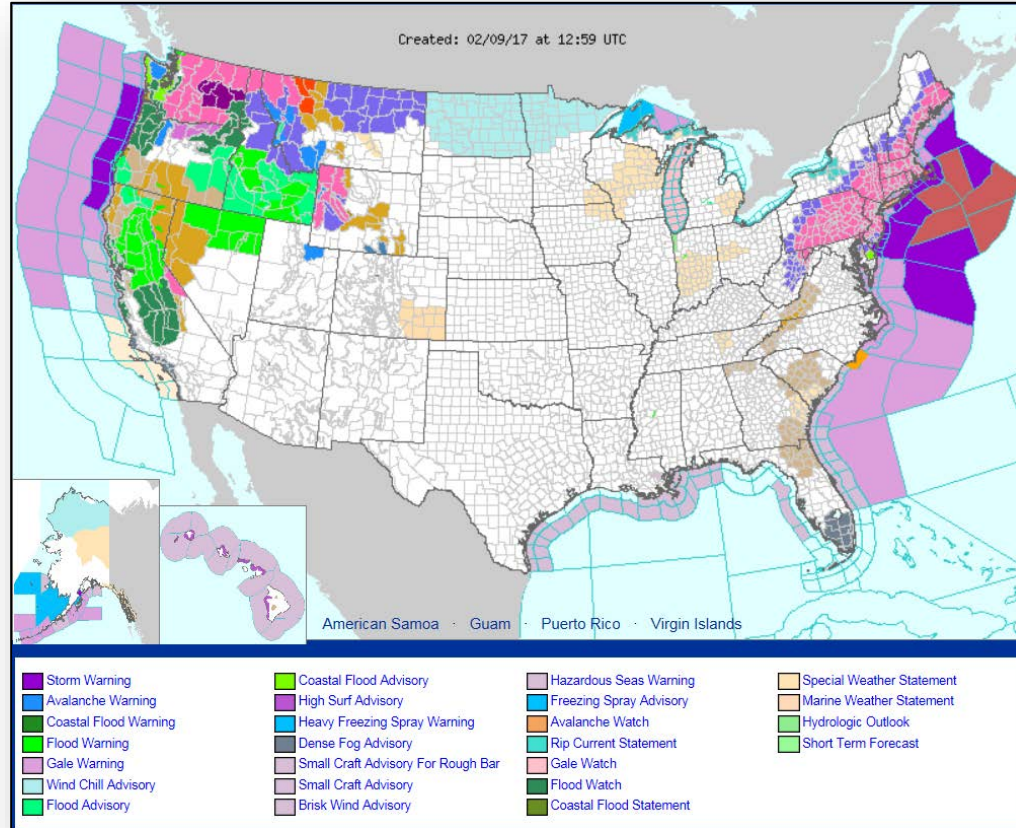 Created: 02/09/17 at 12:59 UTC
American Samoa · Guam · Puerto Rico · Virgin Islands
Storm Warning
Avalanche Warning
Coastal Flood Warning
Flood Warning
Gale Warning
Wind Chill Advisory
Flood Advisory
Coastal Flood Advisory
High Surf Advisory
Heavy Freezing Spray Warning
Dense Fog Advisory
Small Craft Advisory For Rough Bar
Small Craft Advisory
Brisk Wind Advisory
Hazardous Seas Warning
Freezing Spray Advisory
Avalanche Watch
Rip Current Statement
Gale Watch
Flood Watch
Coastal Flood Statement
Special Weather Statement
Marine Weather Statement
Hydrologic Outlook
Short Term Forecast